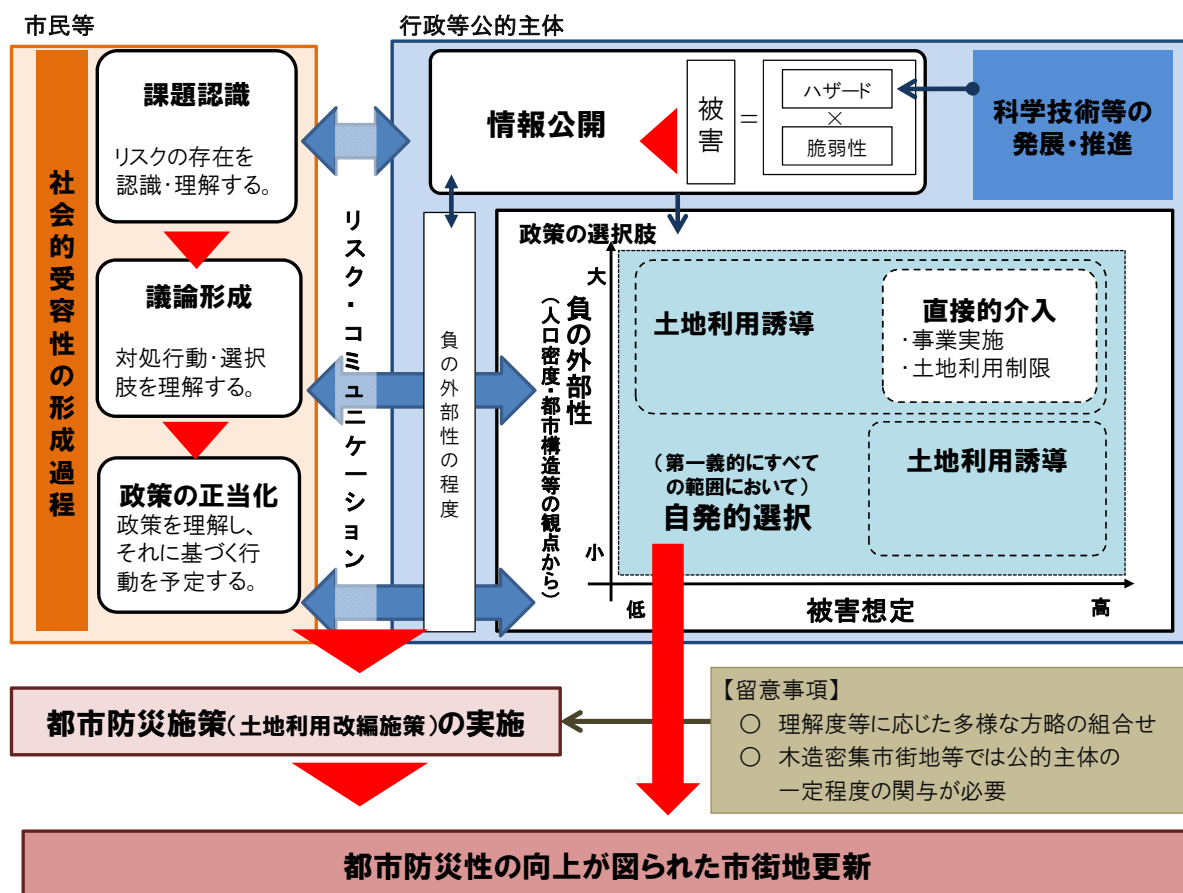 市民等
行政等公的主体
社会的受容性の形成過程
課題認識
リスクの存在を
認識・理解する。
議論形成
対処行動・選択
肢を理解する。
政策の正当化
政策を理解し、
それに基づく行
動を予定する。
リスク・コミュニケーション
情報公開
被害
＝
ハザード
×
脆弱性
科学技術等の
発展・推進
負の外部性の程度
政策の選択肢
大
負の外部性
（人口密度・都市構造等の観点から）
小
土地利用誘導
直接的介入
・事業実施
・土地利用制限
土地利用誘導
（第一義的にすべて
の範囲において）
自発的選択
低
被害想定
高
都市防災施策（土地利用改編施策）の実施
【留意事項】
○ 理解度等に応じた多様な方略の組合せ
○ 木造密集市街地等では公的主体の
一定程度の関与が必要
都市防災性の向上が図られた市街地更新